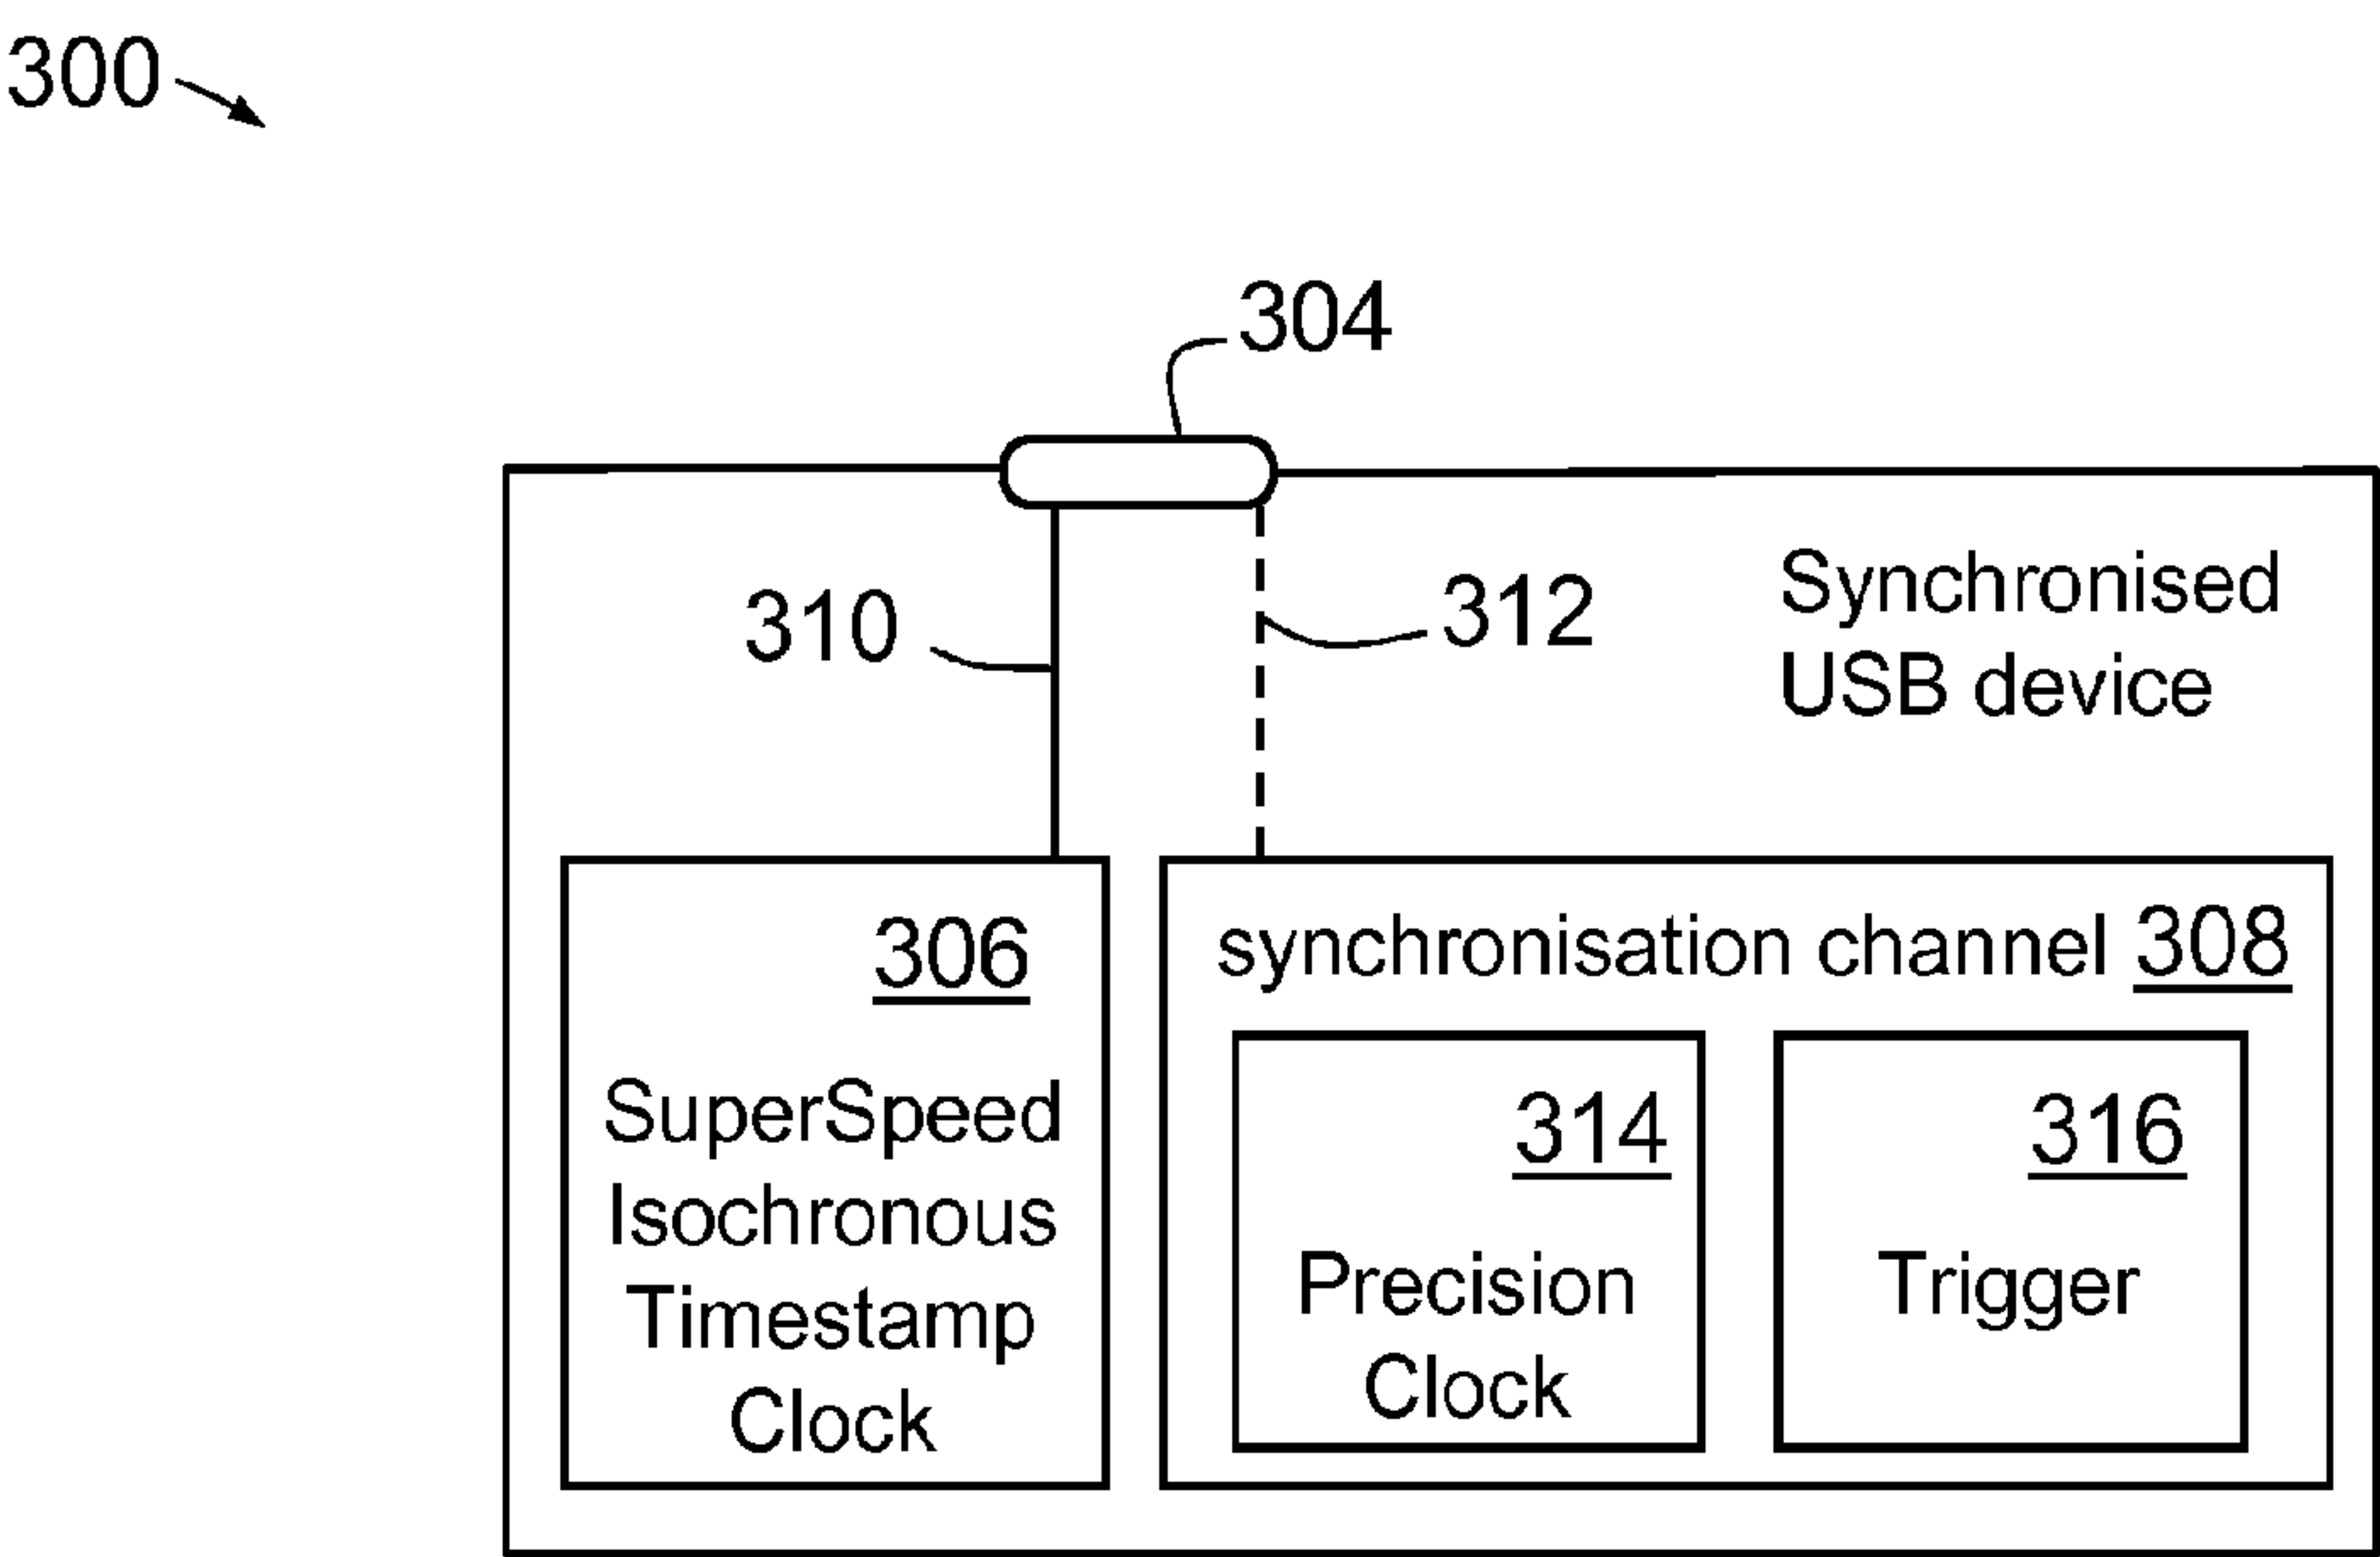 300
304
310
312
Synchronised
USB device
306
SuperSpeed
Isochronous
Timestamp
Clock
synchronisation channel 308
314
Precision
Clock
316
Trigger